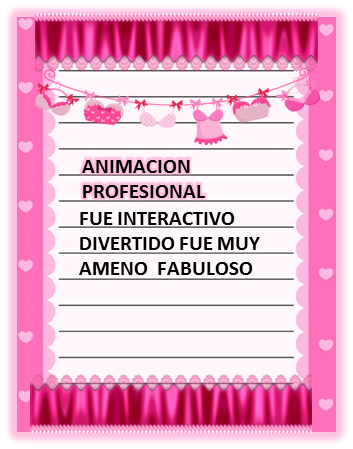 ANIMACION
PROFESIONAL
FUE INTERACTIVO
DIVERTIDO FUE MUY
AMENO FABULOSO